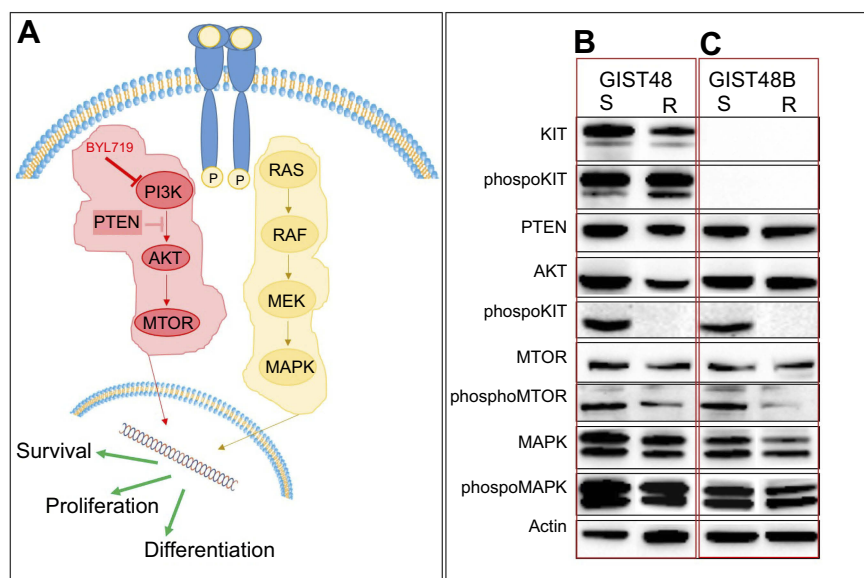 A
BYL719
PI3K
PTEN
AKT
MTOR
P
P
RAS
RAF
MEK
MAPK
Survival
Proliferation
Differentiation
B
C
GIST48
GIST48B
S
R
S
R
KIT
phospoKIT
PTEN
AKT
phospoKIT
MTOR
phosphoMTOR
MAPK
phospoMAPK
Actin